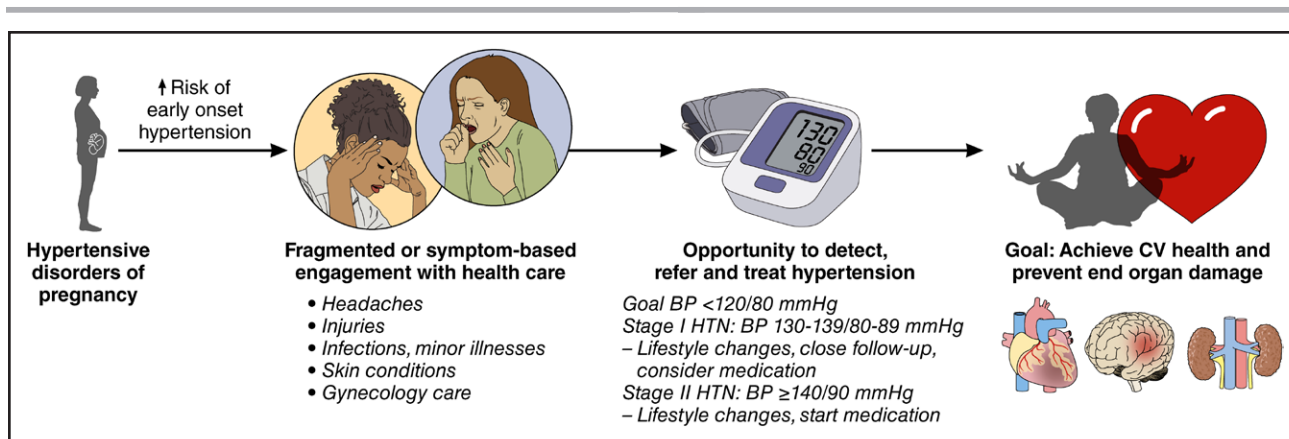 ↑ Risk of
early onset
hypertension
130
80
90
Hypertensive
disorders of
pregnancy
Fragmented or symptom-based
engagement with health care
• Headaches
• Injuries
• Infections, minor illnesses
• Skin conditions
• Gynecology care
Opportunity to detect,
refer and treat hypertension
Goal BP <120/80 mmHg
Stage I HTN: BP 130-139/80-89 mmHg
– Lifestyle changes, close follow-up,
consider medication
Stage II HTN: BP ≥140/90 mmHg
– Lifestyle changes, start medication
Goal: Achieve CV health and
prevent end organ damage